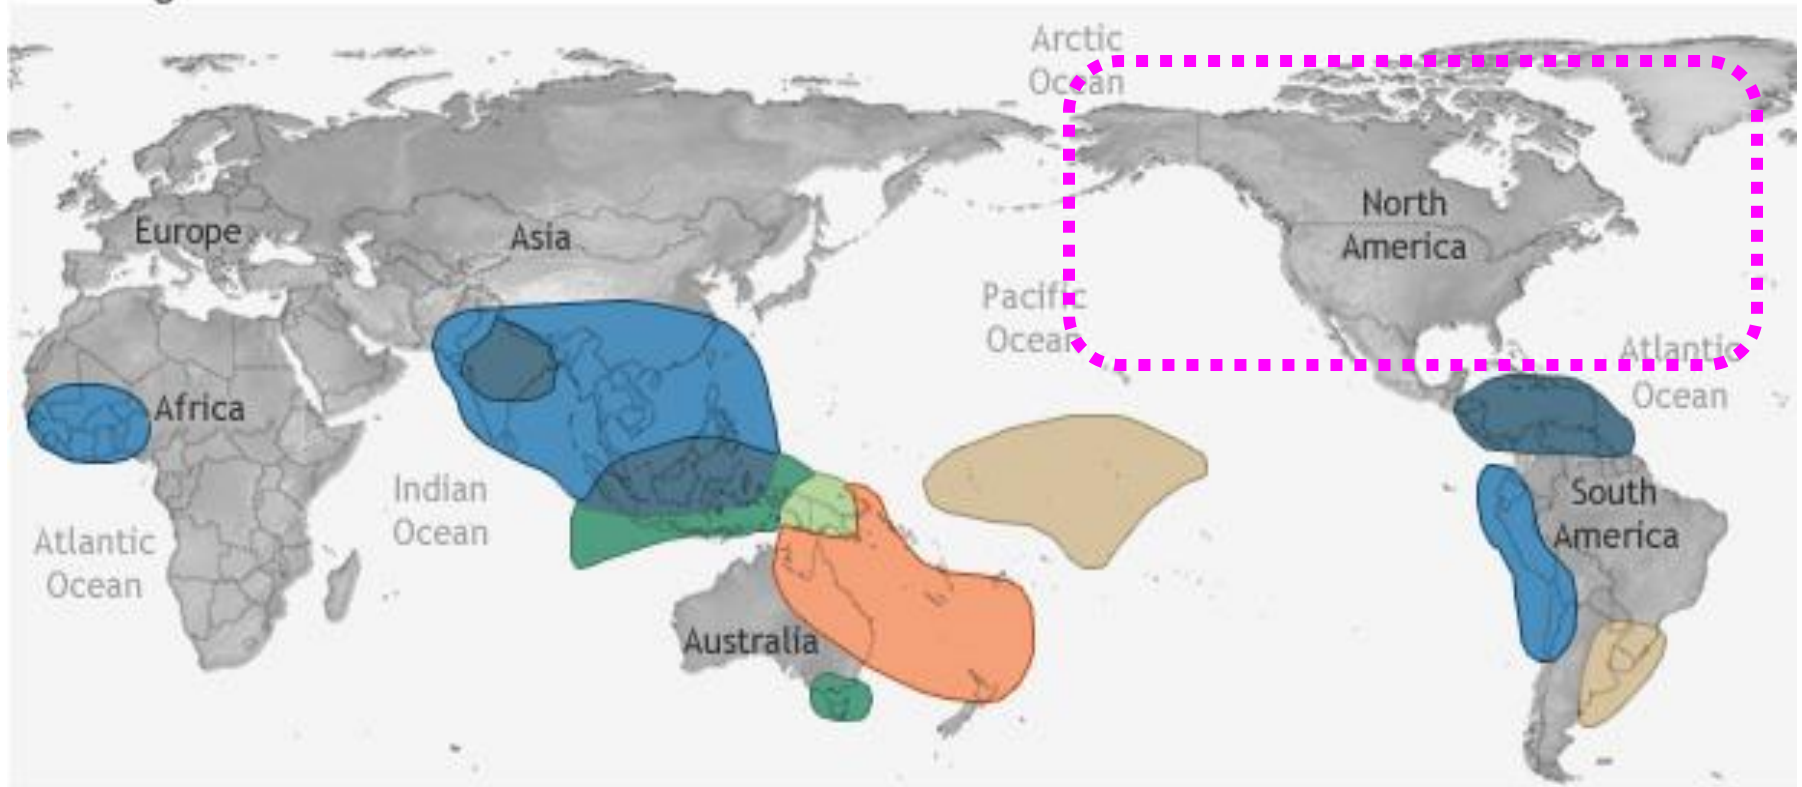 Arctic
Ocean
Europe
Asia
North
America
Pacific
Ocean
Atlantic
Ocean
Africa
Indian
Ocean
South
America
Atlantic
Ocean
Australia